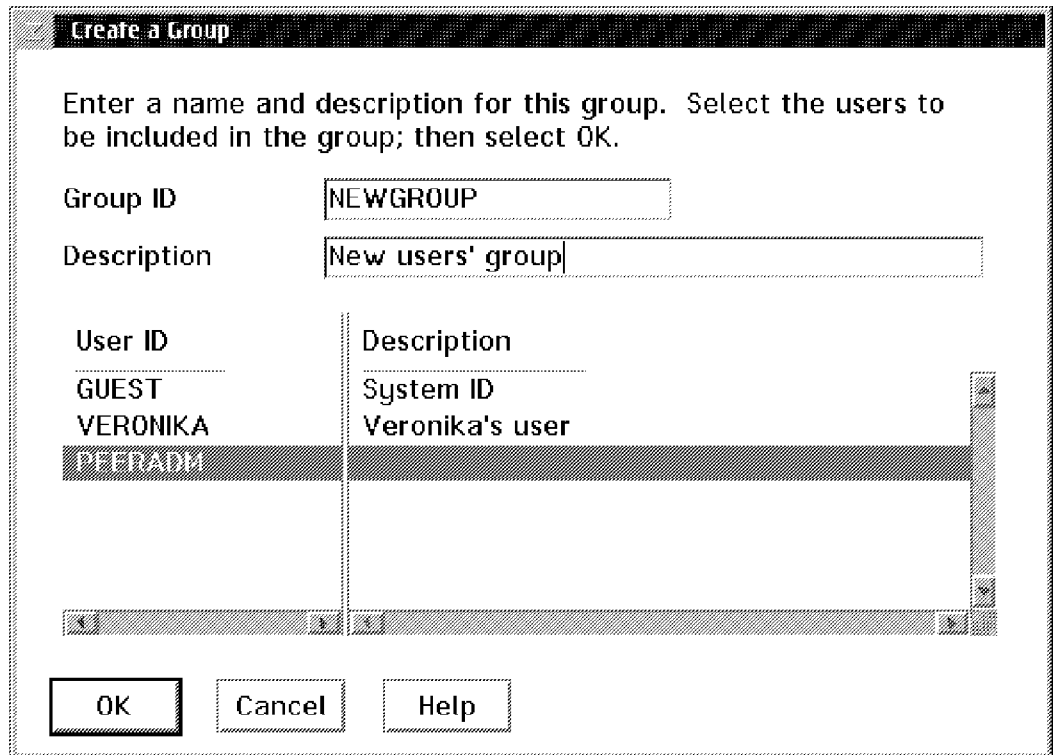 Create a Group
Enter a name and description for this group. Select the users to
be included in the group; then select OK.
Group ID NEWGROUP
Description New users' group
User ID Description
GUEST System ID
VERONIKA Veronika's user
PEERADM
OK Cancel Help